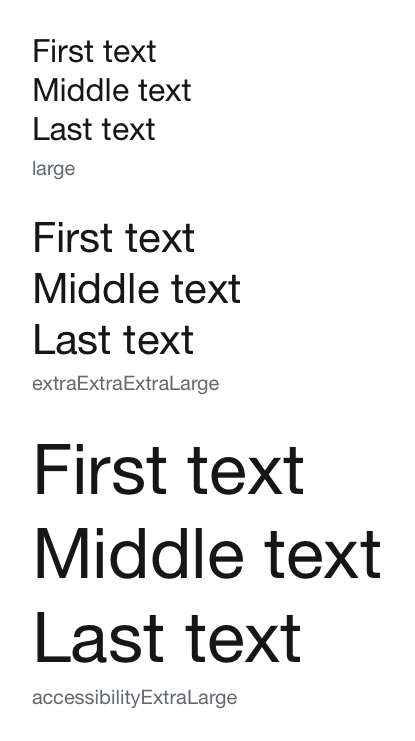 First text
Middle text
Last text
large
First text
Middle text
Last text
extraExtraExtraLarge
First text
Middle text
Last text
accessibilityExtraLarge